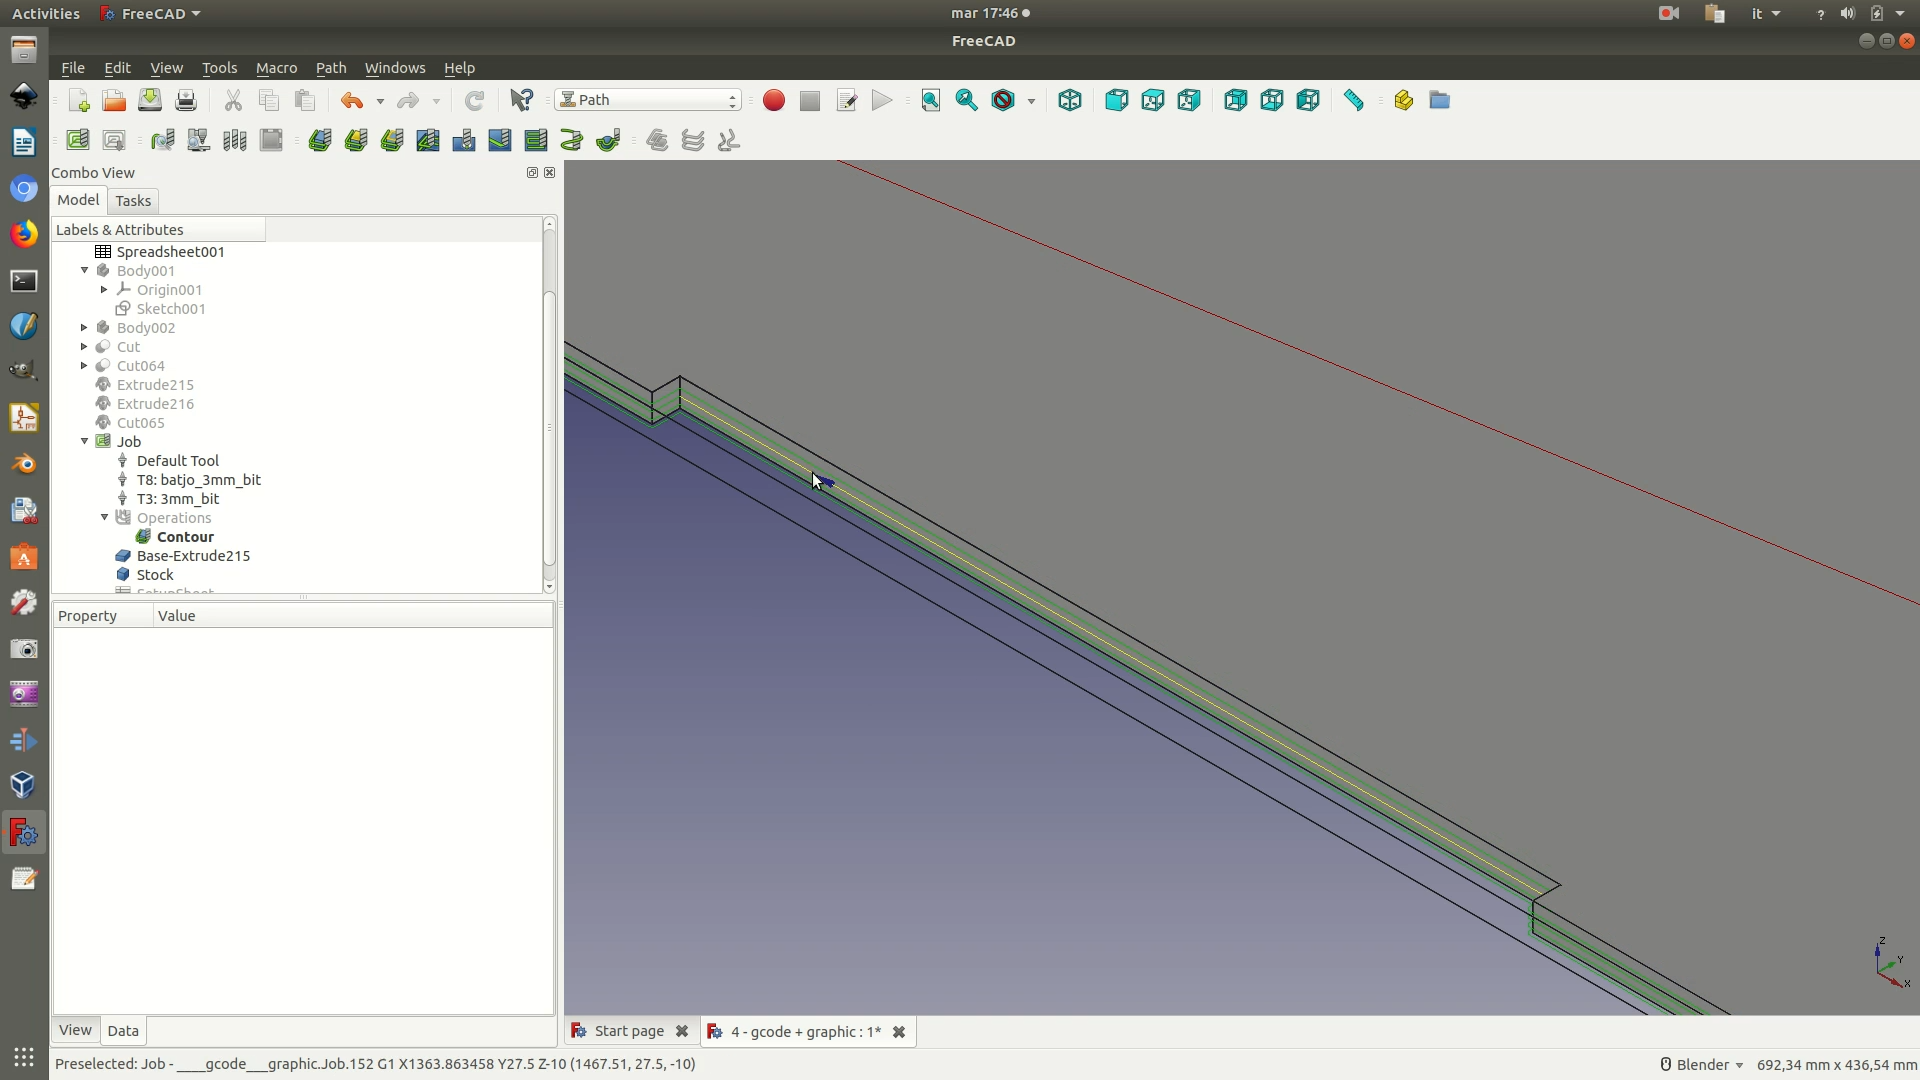 Activities FreeCAD mar 17:46 it ?
FreeCAD
File Edit View Tools Macro Path Windows Help
Path
Combo View
Model Tasks
Labels & Attributes
Spreadsheet001
Body001
Origin001
Sketch001
Body002
Cut
Cut064
Extrude215
Extrude216
Cut065
Job
Default Tool
T8: batjo_3mm_bit
T3: 3mm_bit
Operations
Contour
Base-Extrude215
Stock
SetupSheet
Property Value
Z
Y
X
View Data
Start page 4 - gcode + graphic : 1*
Preselected: Job - ____gcode___graphic.Job.152 G1 X1363.863458 Y27.5 Z-10 (1467.51, 27.5, -10) Blender 692,34 mm x 436,54 mm